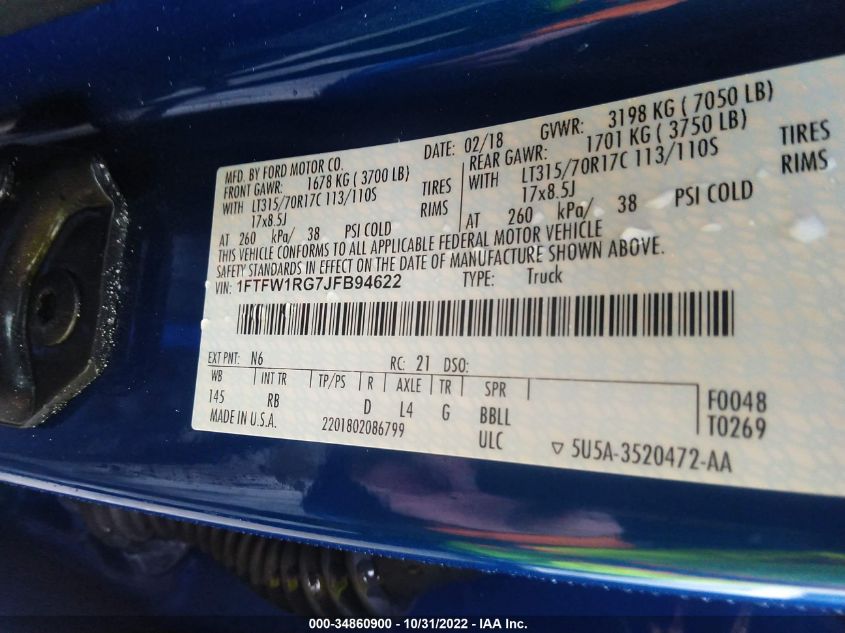 MFD. BY FORD MOTOR CO. DATE: 02/18 GVWR: 3198 KG ( 7050 LB)
FRONT GAWR: 1678 KG ( 3700 LB) REAR GAWR: 1701 KG ( 3750 LB)
WITH LT315/70R17C 113/110S TIRES WITH LT315/70R17C 113/110S TIRES
17x8.5J RIMS 17x8.5J RIMS
AT 260 kPa/ 38 PSI COLD AT 260 kPa/ 38 PSI COLD
THIS VEHICLE CONFORMS TO ALL APPLICABLE FEDERAL MOTOR VEHICLE
SAFETY STANDARDS IN EFFECT ON THE DATE OF MANUFACTURE SHOWN ABOVE.
VIN: 1FTFW1RG7JFB94622 TYPE: Truck
EXT PNT: N6 RC: 21 DSO:
WB INT TR TP/PS R AXLE TR SPR
145 RB D L4 G BBLL F0048
MADE IN U.S.A. 2201802086799 ULC T0269
▽ 5U5A-3520472-AA
000-34860900 - 10/31/2022 - IAA Inc.